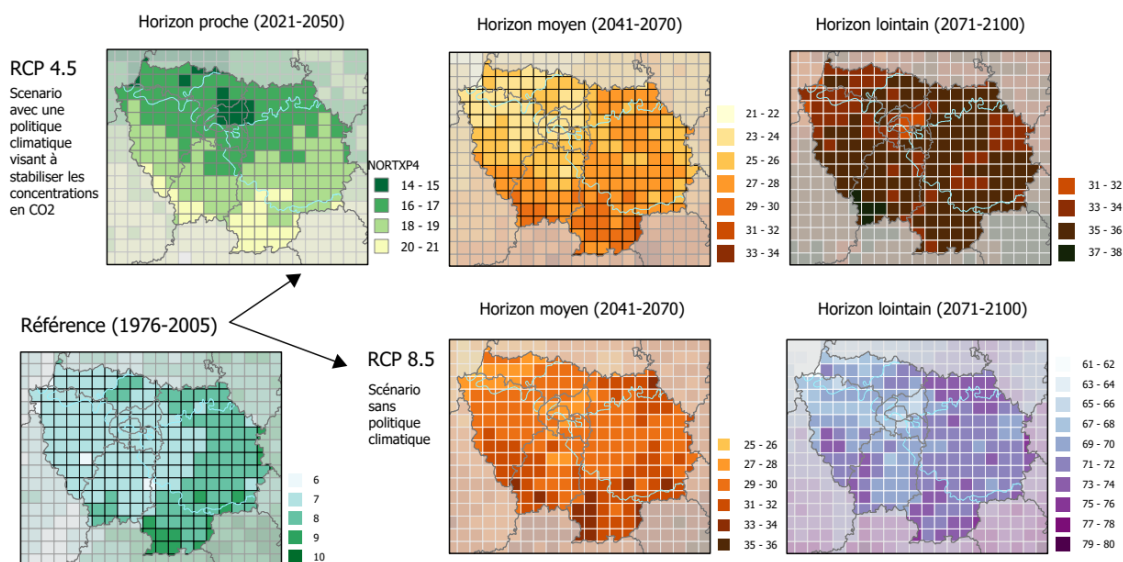 Horizon proche (2021-2050)
Horizon moyen (2041-2070)
Horizon lointain (2071-2100)
RCP 4.5
Scenario
avec une
politique
climatique
visant à
stabiliser les
concentrations
en CO2
NORTXP4
14 - 15
16 - 17
18 - 19
20 - 21
21 - 22
23 - 24
25 - 26
27 - 28
29 - 30
31 - 32
33 - 34
31 - 32
33 - 34
35 - 36
37 - 38
Référence (1976-2005)
6
7
8
9
10
RCP 8.5
Scénario
sans
politique
climatique
Horizon moyen (2041-2070)
Horizon lointain (2071-2100)
25 - 26
27 - 28
29 - 30
31 - 32
33 - 34
35 - 36
61 - 62
63 - 64
65 - 66
67 - 68
69 - 70
71 - 72
73 - 74
75 - 76
77 - 78
79 - 80